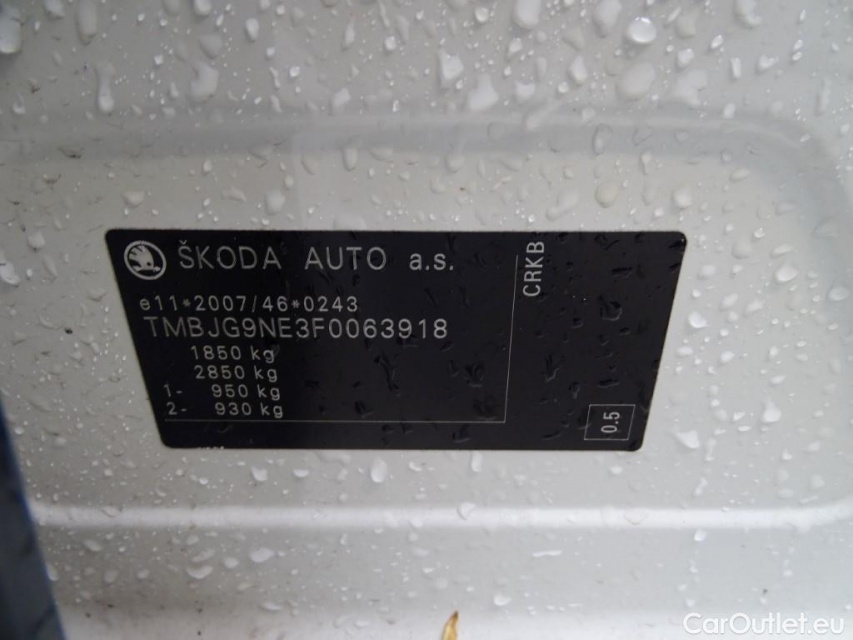 ŠKODA AUTO a.s.
CRKB
e11*2007/46*0243
TMBJG9NE3F0063918
1850 kg
2850 kg
1- 950 kg
2- 930 kg
0.5
CarOutlet.eu